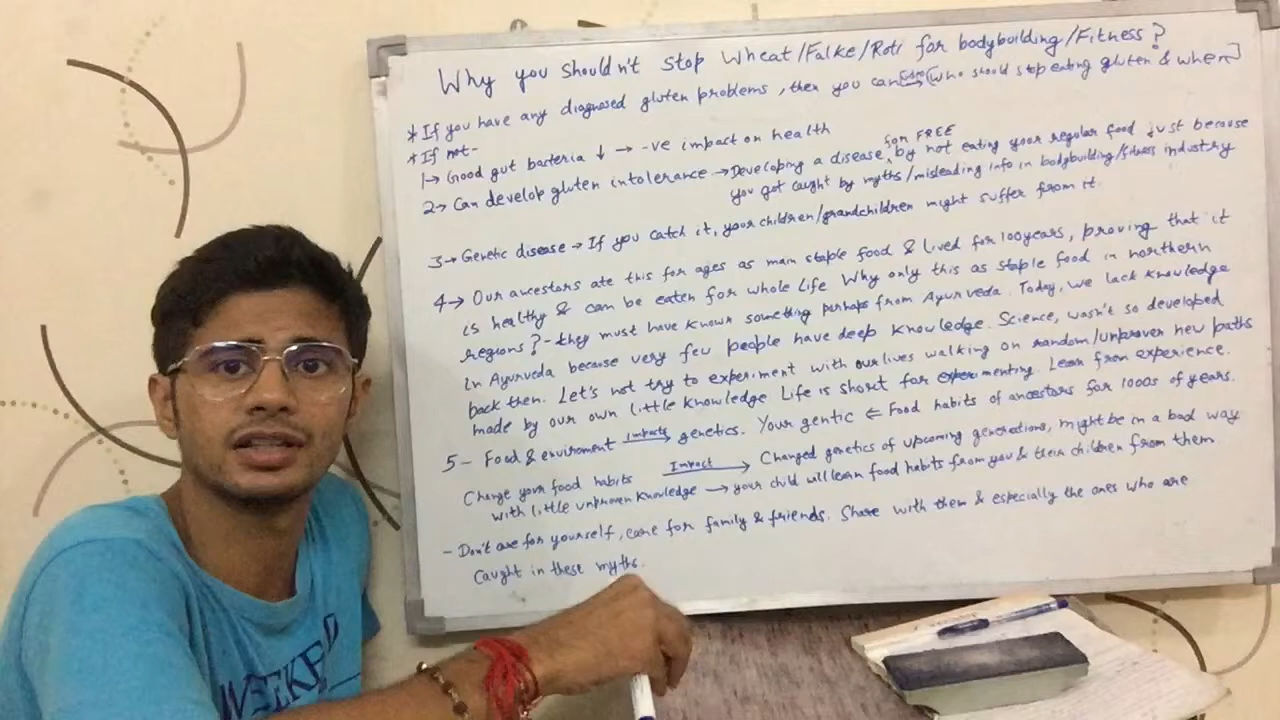 Why you shouldn't stop Wheat/Falke/Roti for bodybuilding/Fitness?
* If you have any diagnosed gluten problems, then you can → (who should stop eating gluten & when]
* If not-
1→ Good gut bacteria ↓ → -ve impact on health
for FREE
2→ Can develop gluten intolerance → Developing a disease, by not eating your regular food just because
you got caught by myths/misleading info in bodybuilding/fitness industry
3→ Genetic disease → If you catch it, your children/grandchildren might suffer from it.
4→ Our ancestors ate this for ages as main staple food & lived for 100years, proving that it
is healthy & can be eaten for whole life Why only this as staple food in northern
regions? - they must have known something perhaps from Ayurveda. Today, we lack knowledge
in Ayurveda because very few people have deep knowledge. Science, wasn't so developed
back then. Let's not try to experiment with our lives walking on random/unproven new paths
made by our own little knowledge Life is short for experimenting. Learn from experience.
5- Food & enviroment impacts→ genetics. Your gentic ⇐ Food habits of ancestors for 1000s of years.
Change your food habits Impact→ Changed genetics of upcoming generations, might be in a bad way
with little unproven knowledge → your child will learn food habits from you & their children from them
- Don't care for yourself, care for family & friends. Share with them & especially the ones who are
Caught in these myths.
WEEKE